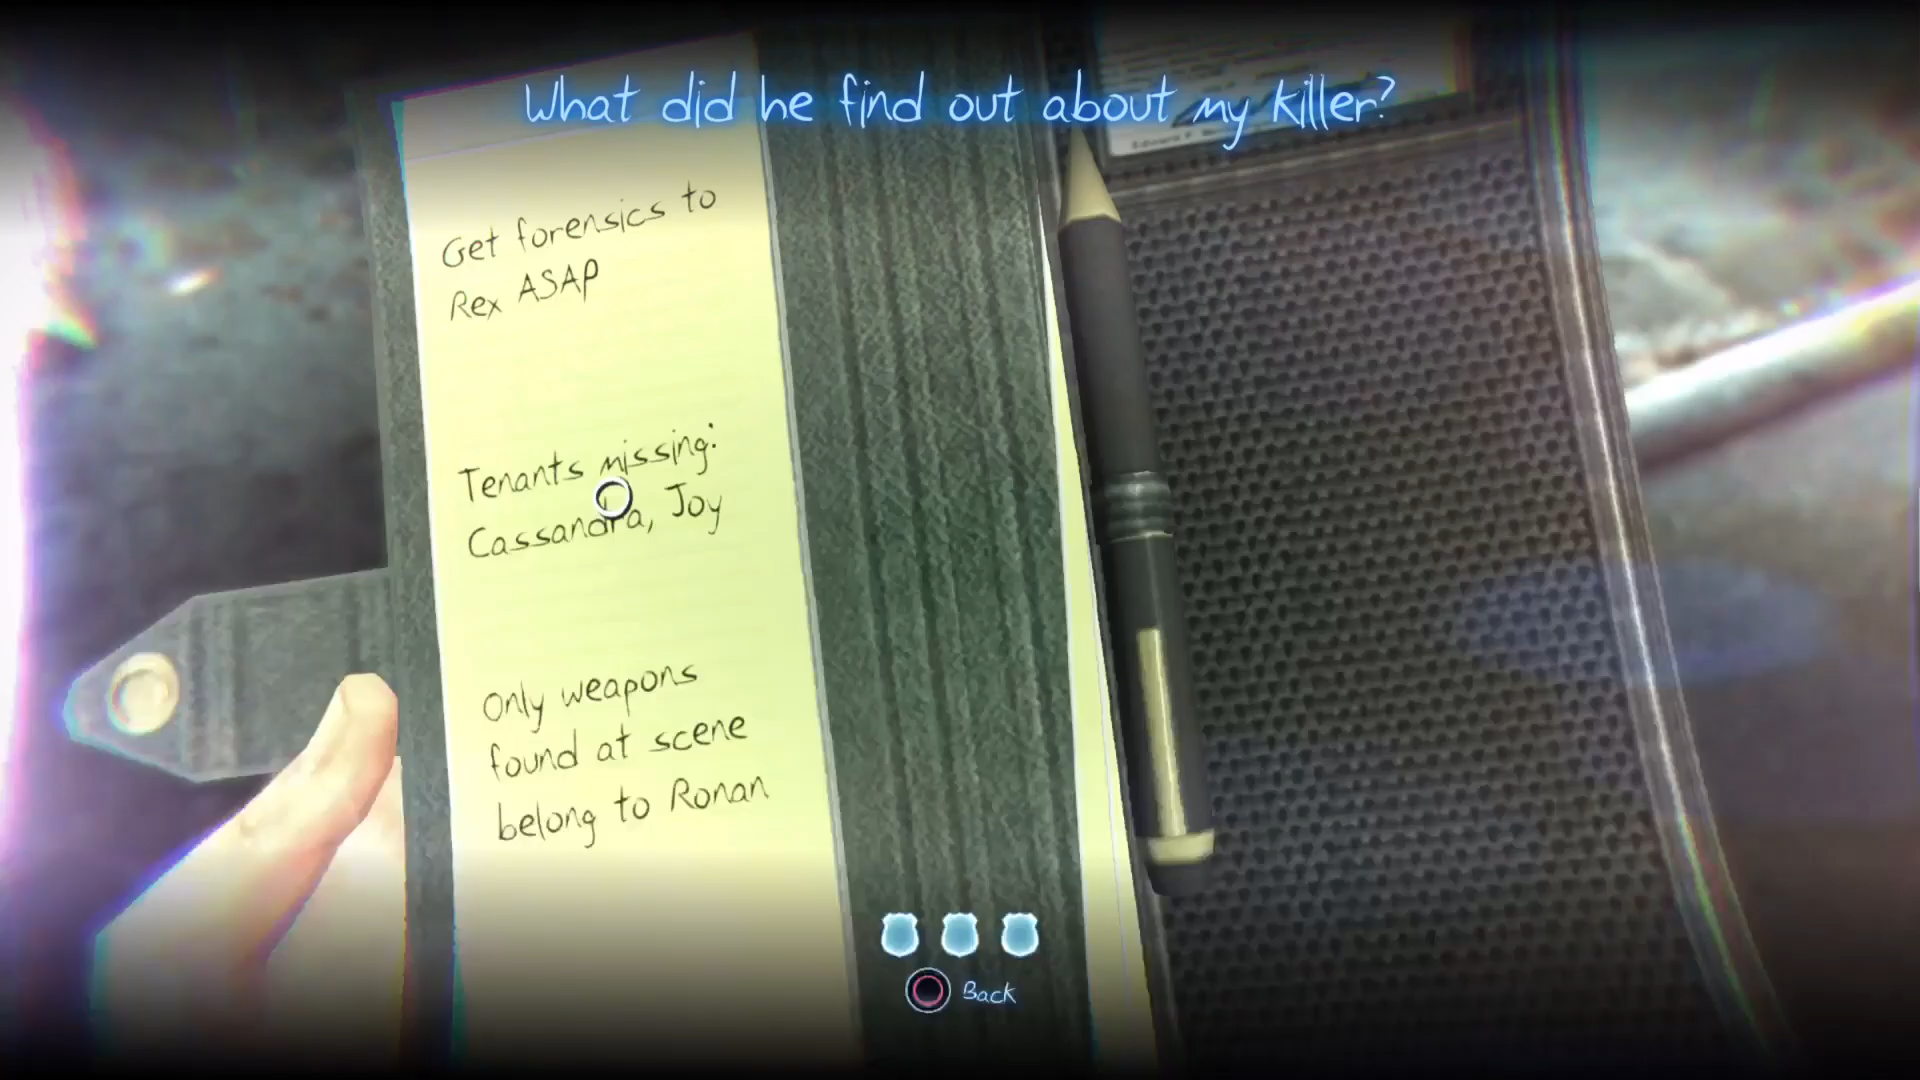 What did he find out about my killer?
Get forensics to
Rex ASAP
Tenants missing:
Cassandra, Joy
Only weapons
found at scene
belong to Ronan
Back